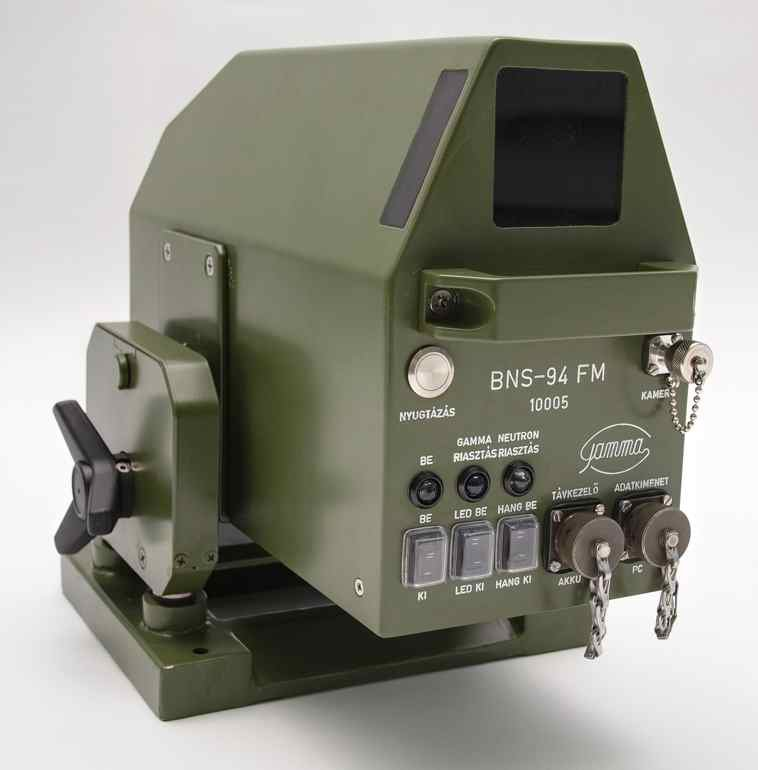 BNS-94 FM
10005
NYUGTÁZÁS
gamma
BE
GAMMA RIASZTÁS
NEUTRON RIASZTÁS
BE
LED BE
HANG BE
KI
LED KI
HANG KI
TÁVKEZELŐ
ADATKIMENET
AKKU
PC